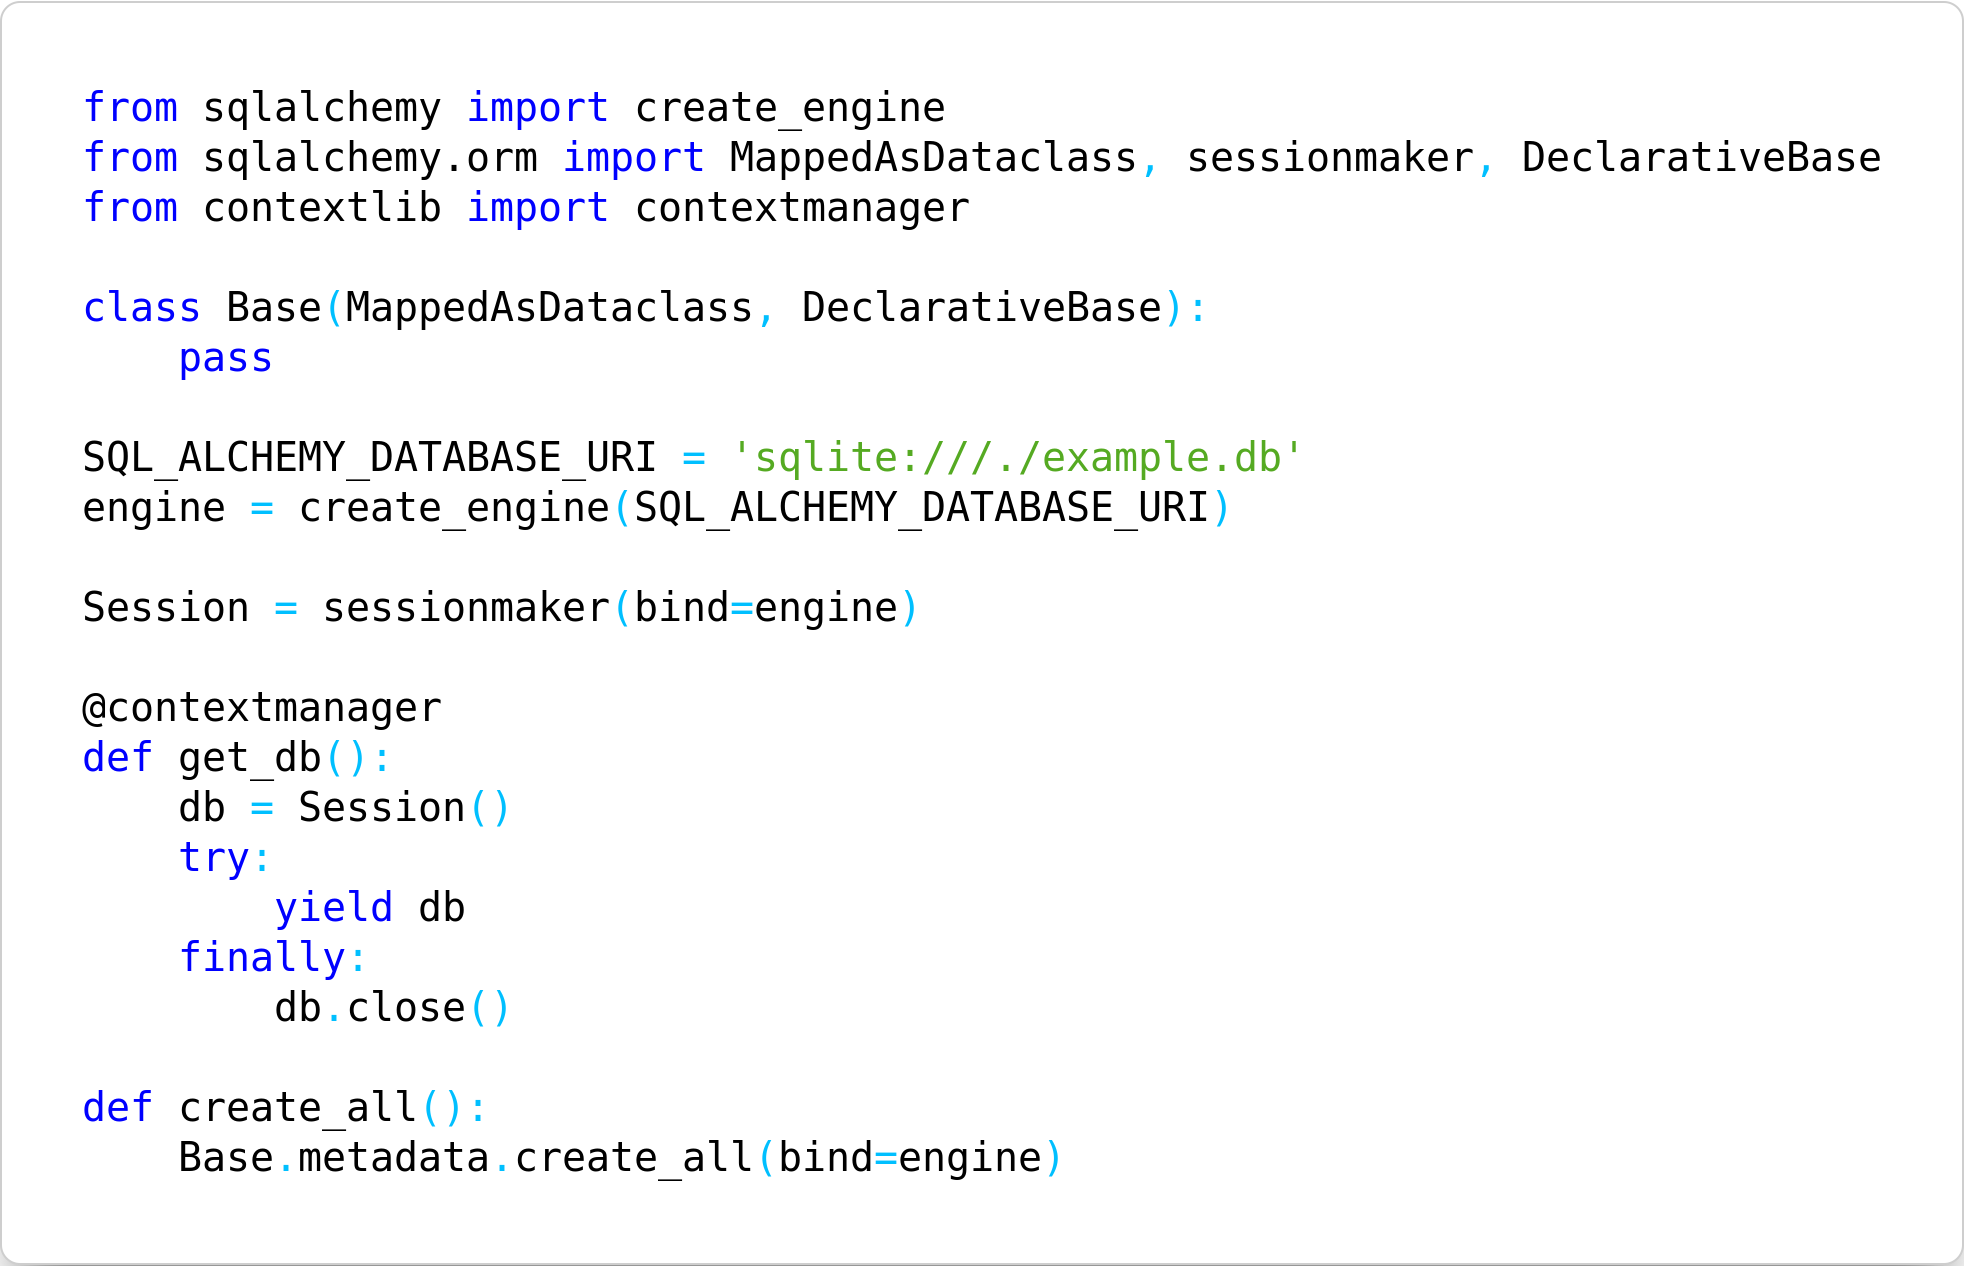 from sqlalchemy import create_engine
from sqlalchemy.orm import MappedAsDataclass, sessionmaker, DeclarativeBase
from contextlib import contextmanager

class Base(MappedAsDataclass, DeclarativeBase):
    pass

SQL_ALCHEMY_DATABASE_URI = 'sqlite:///./example.db'
engine = create_engine(SQL_ALCHEMY_DATABASE_URI)

Session = sessionmaker(bind=engine)

@contextmanager
def get_db():
    db = Session()
    try:
        yield db
    finally:
        db.close()

def create_all():
    Base.metadata.create_all(bind=engine)